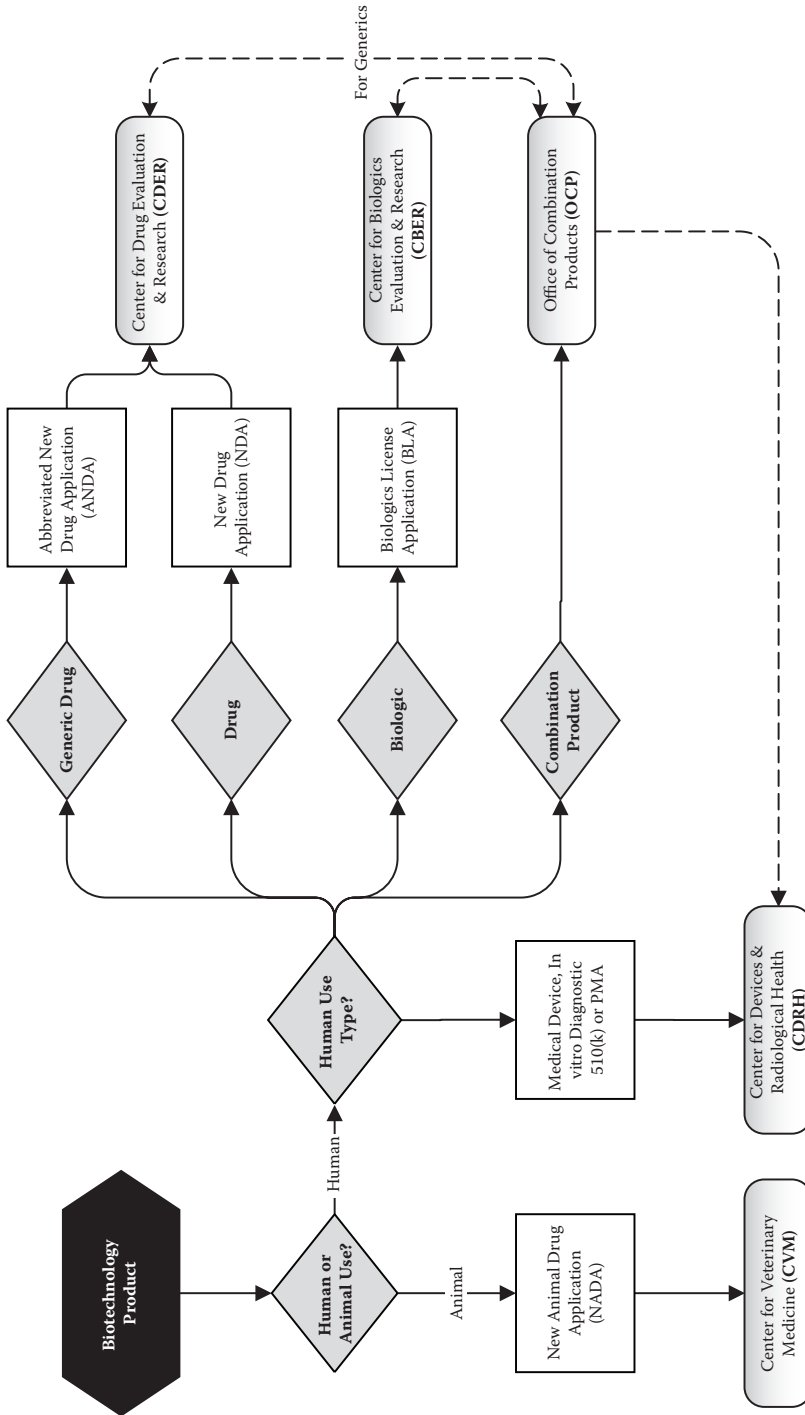 Biotechnology
Product
Human or
Animal Use?
Human
Animal
New Animal Drug
Application
(NADA)
Center for Veterinary
Medicine (CVM)
Human Use
Type?
Medical Device, In
vitro Diagnostic
510(k) or PMA
Center for Devices &
Radiological Health
(CDRH)
Generic Drug
Abbreviated New
Drug Application
(ANDA)
Drug
New Drug
Application (NDA)
Center for Drug Evaluation
& Research (CDER)
Biologic
Biologics License
Application (BLA)
Center for Biologics
Evaluation & Research
(CBER)
Combination
Product
Office of Combination
Products (OCP)
For Generics